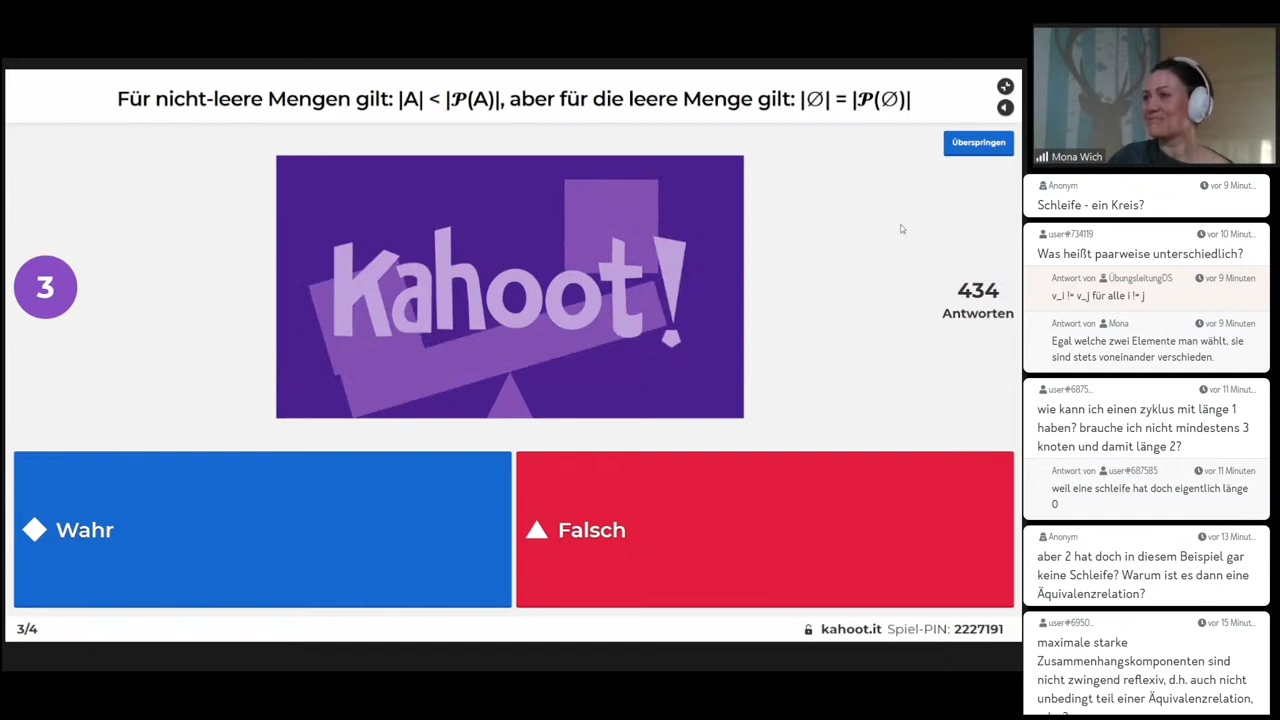 Für nicht-leere Mengen gilt: |A| < |𝓟(A)|, aber für die leere Menge gilt: |∅| = |𝓟(∅)|
Überspringen
Kahoot!
3
434
Antworten
Wahr
Falsch
3/4
kahoot.it Spiel-PIN: 2227191
Mona Wich
Anonym
vor 9 Minut...
Schleife - ein Kreis?
user#734119
vor 10 Minut...
Was heißt paarweise unterschiedlich?
Antwort von ÜbungsleitungDS
vor 9 Minuten
v_i != v_j für alle i != j
Antwort von Mona
vor 9 Minuten
Egal welche zwei Elemente man wählt, sie
sind stets voneinander verschieden.
user#6875...
vor 11 Minut...
wie kann ich einen zyklus mit länge 1
haben? brauche ich nicht mindestens 3
knoten und damit länge 2?
Antwort von user#687585
vor 11 Minuten
weil eine schleife hat doch eigentlich länge
0
Anonym
vor 13 Minut...
aber 2 hat doch in diesem Beispiel gar
keine Schleife? Warum ist es dann eine
Äquivalenzrelation?
user#6950...
vor 15 Minut...
maximale starke
Zusammenhangskomponenten sind
nicht zwingend reflexiv, d.h. auch nicht
unbedingt teil einer Äquivalenzrelation,